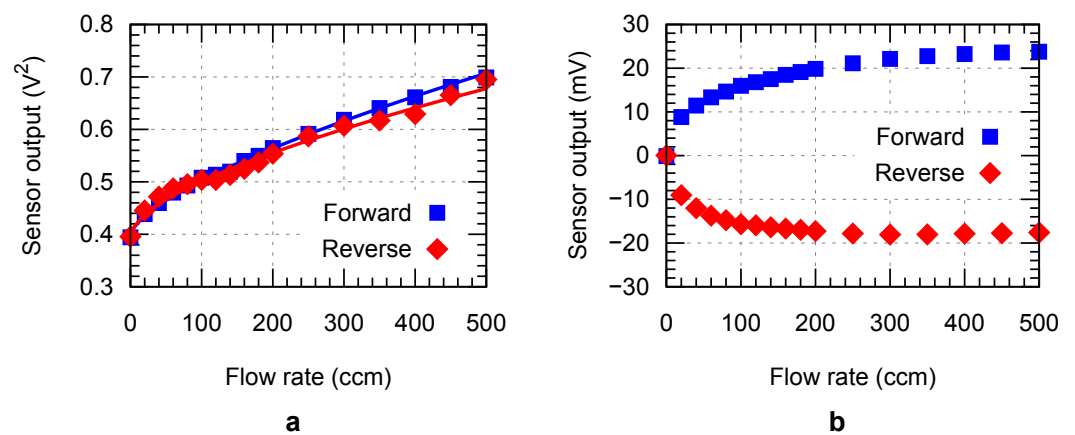 Sensor output (V²)
0.8
0.7
0.6
0.5
0.4
0.3
Forward
Reverse
0 100 200 300 400 500
Flow rate (ccm)
a
Sensor output (mV)
30
20
10
0
−10
−20
−30
Forward
Reverse
0 100 200 300 400 500
Flow rate (ccm)
b